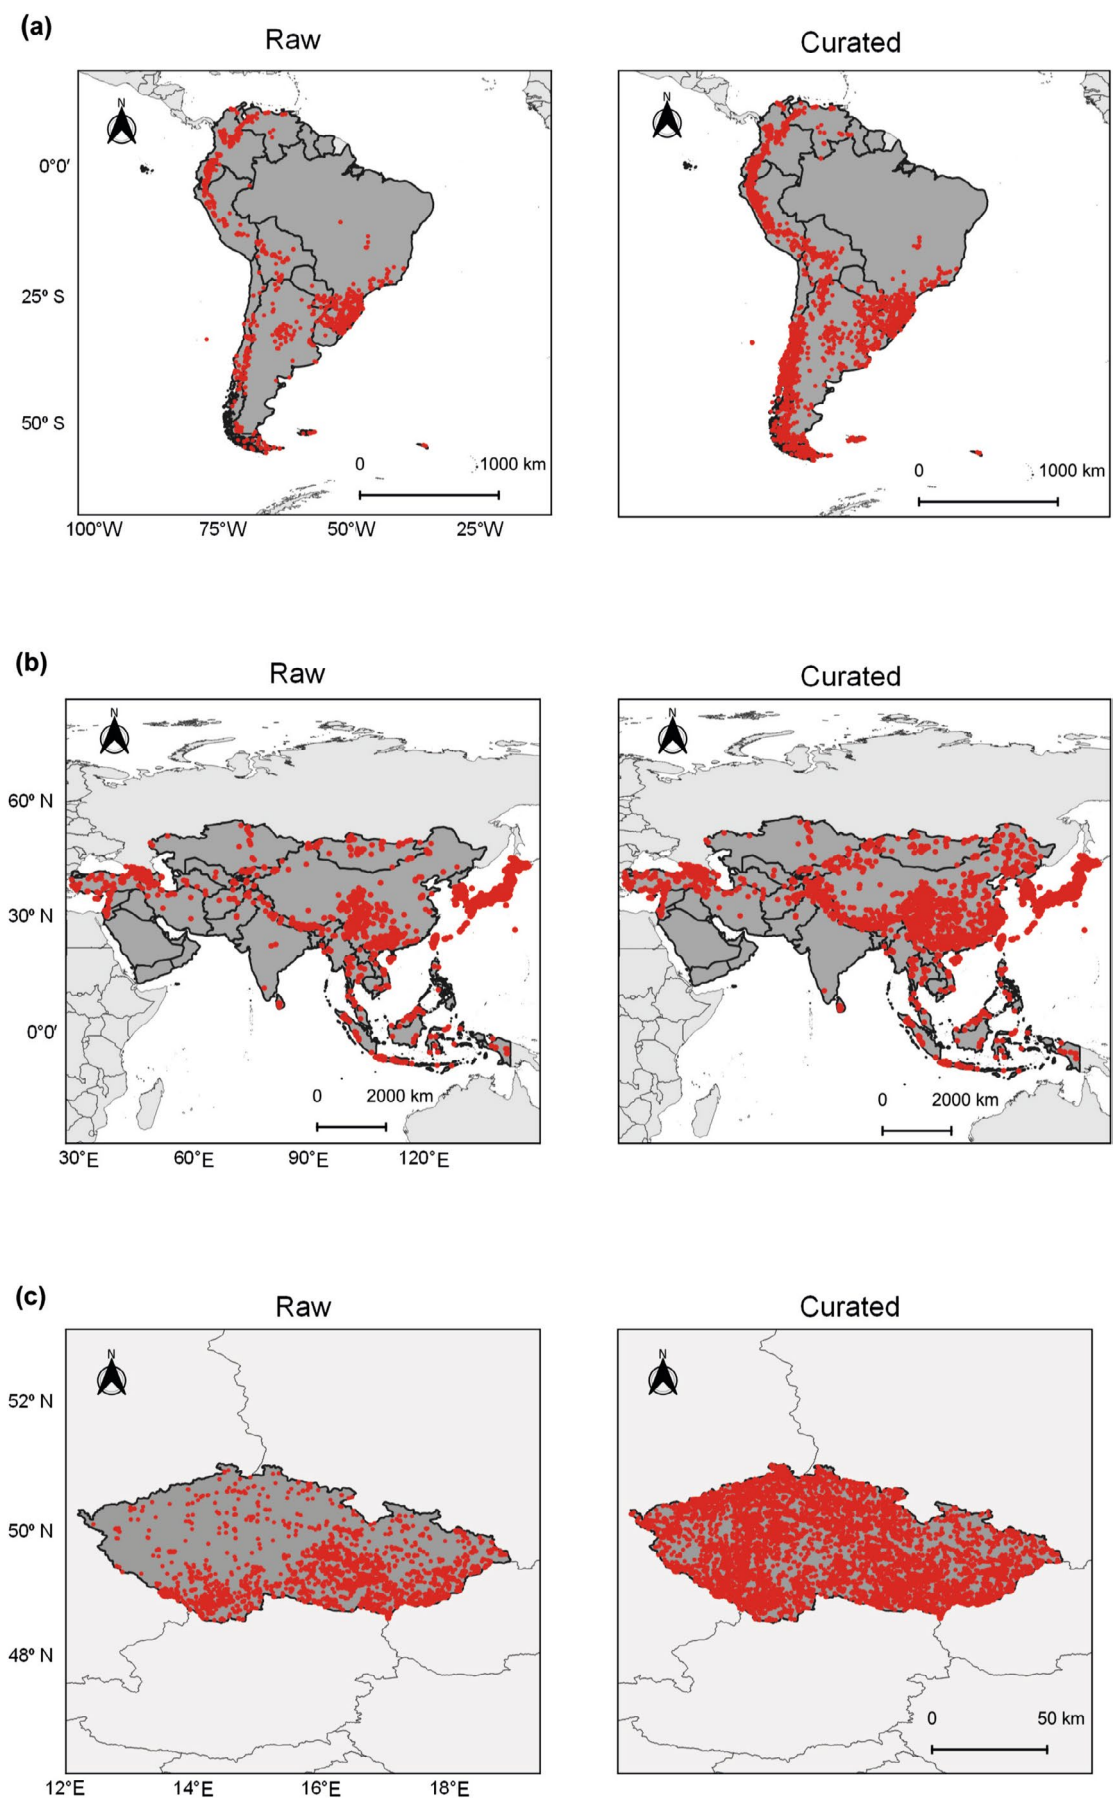 (a)
Raw
Curated
N
N
0°0′
25° S
50° S
0
1000 km
0
1000 km
100°W
75°W
50°W
25°W
(b)
Raw
Curated
N
N
60° N
30° N
0°0′
0
2000 km
0
2000 km
30°E
60°E
90°E
120°E
(c)
Raw
Curated
N
N
52° N
50° N
48° N
0
50 km
12°E
14°E
16°E
18°E